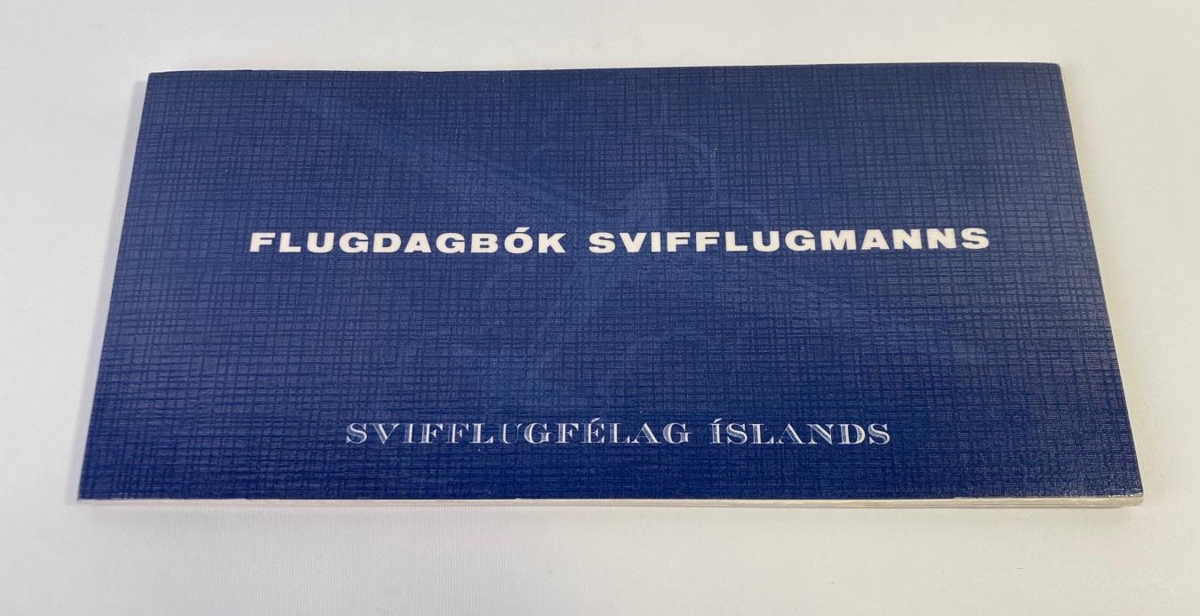 FLUGDAGBÓK SVIFFLUGMANNS
SVIFFLUGFÉLAG ÍSLANDS